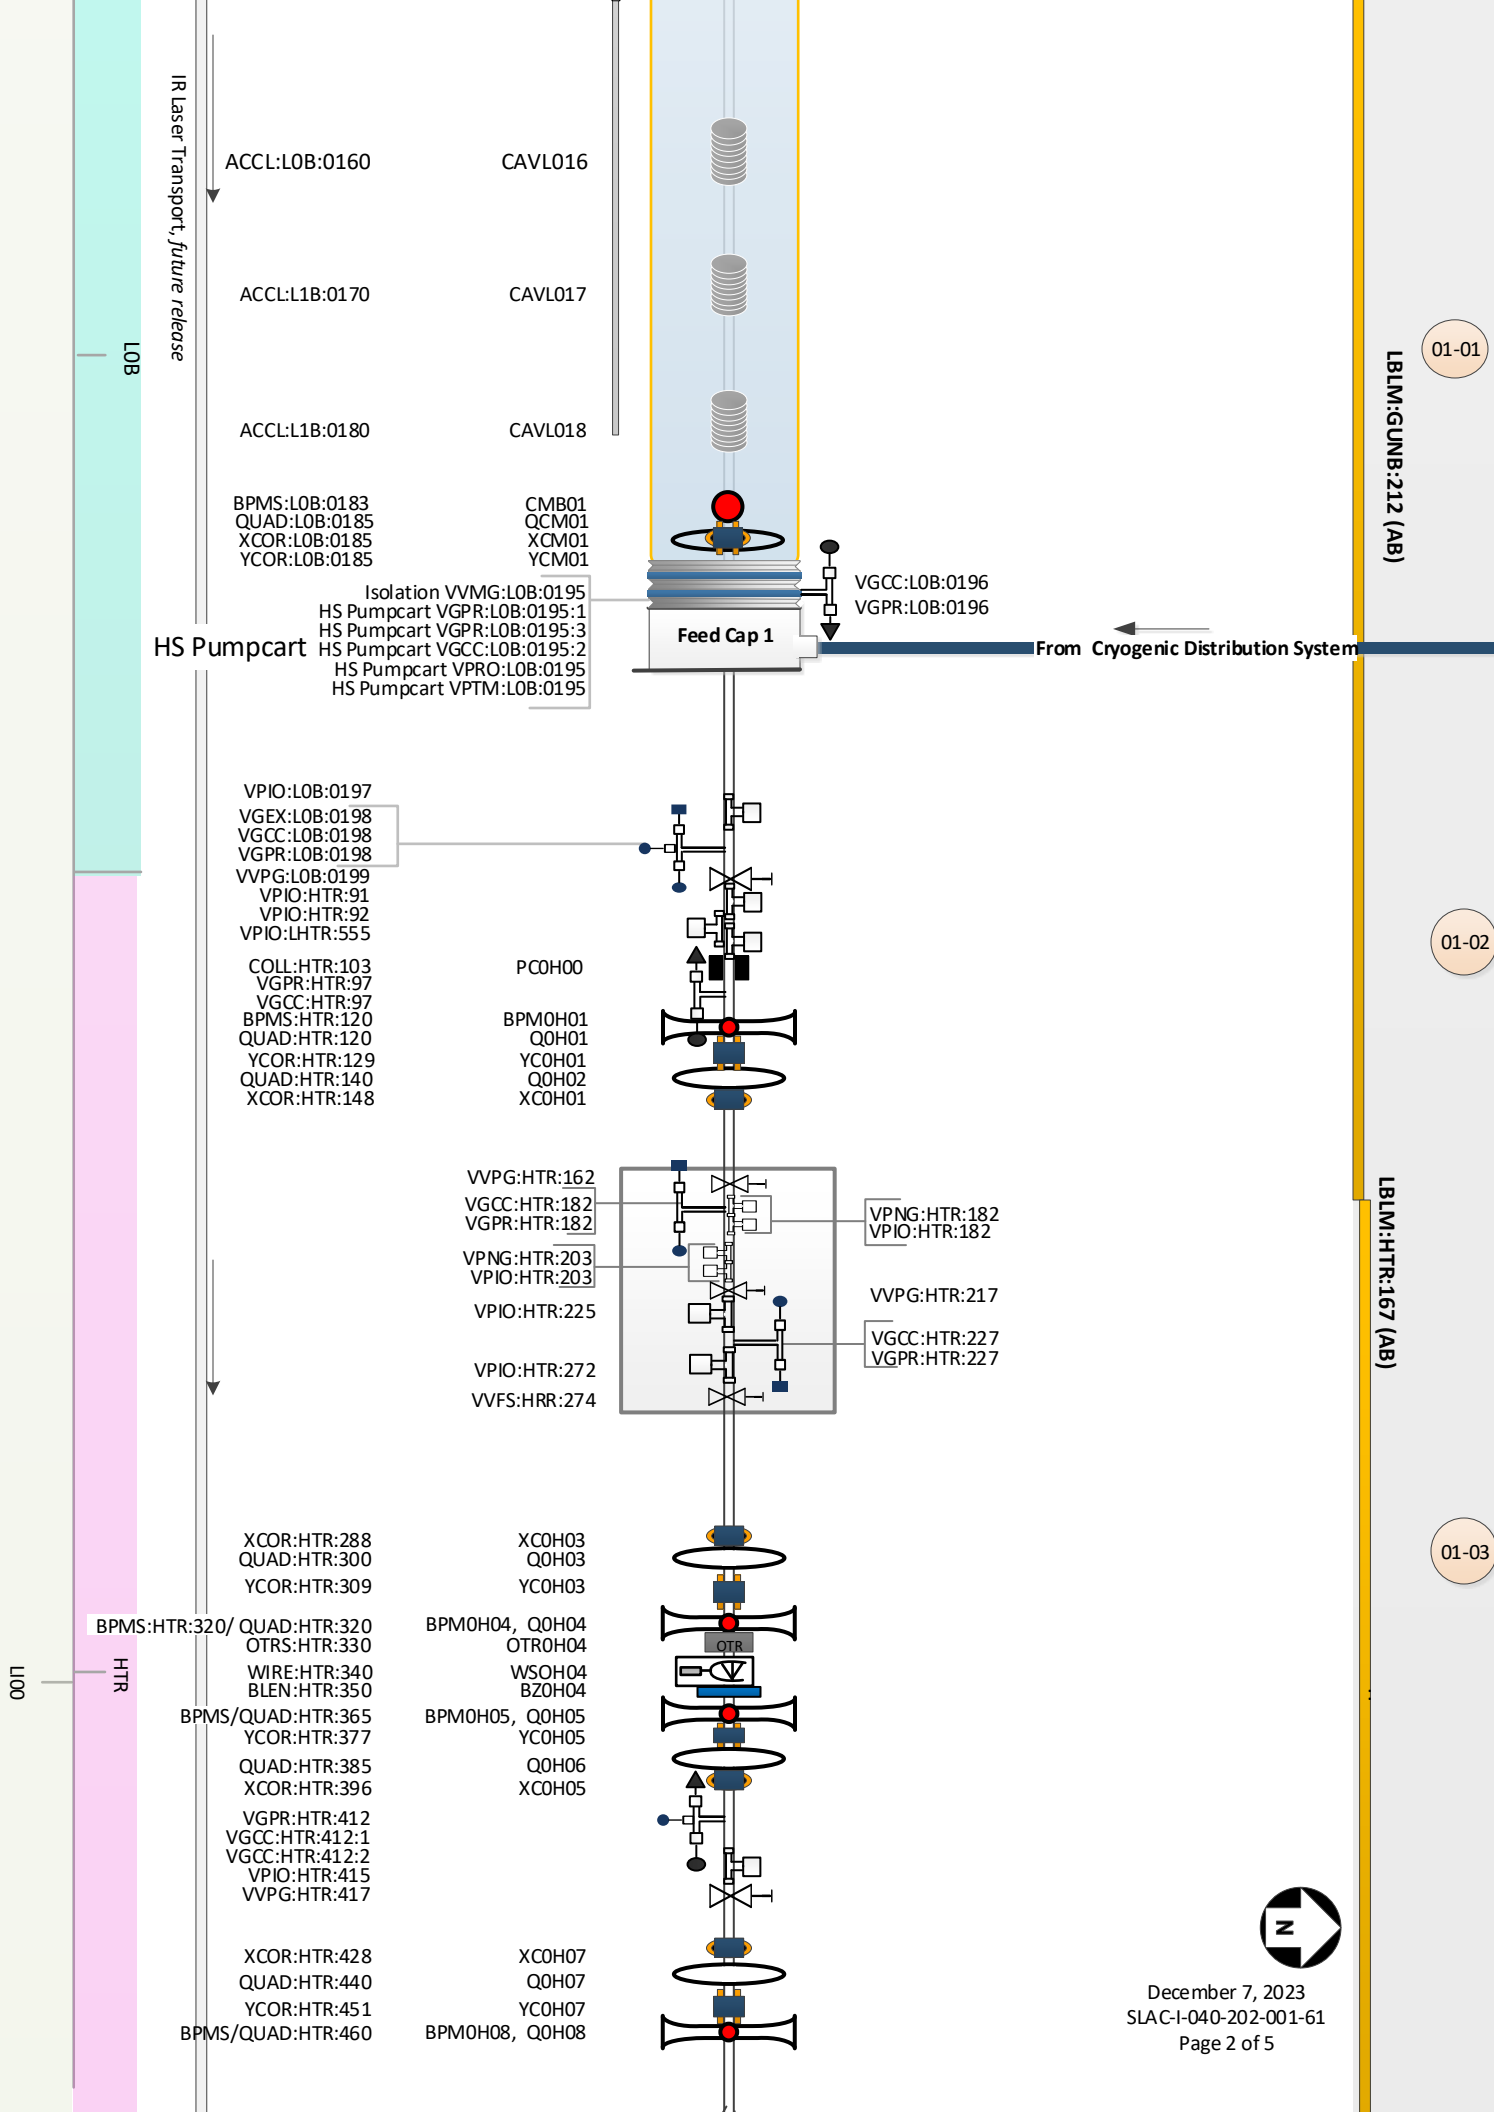 IR Laser Transport, future release
ACCL:L0B:0160 CAVL016
ACCL:L1B:0170 CAVL017
01-01
L0B
LBLM:GUNB:212 (AB)
ACCL:L1B:0180 CAVL018
BPMS:L0B:0183 CMB01
QUAD:L0B:0185 QCM01
XCOR:L0B:0185 XCM01
YCOR:L0B:0185 YCM01
Isolation VVMG:L0B:0195
HS Pumpcart VGPR:L0B:0195:1
HS Pumpcart VGPR:L0B:0195:3
HS Pumpcart
HS Pumpcart VGCC:L0B:0195:2
HS Pumpcart VPRO:L0B:0195
HS Pumpcart VPTM:L0B:0195
VGCC:L0B:0196
VGPR:L0B:0196
Feed Cap 1
From Cryogenic Distribution System
VPIO:L0B:0197
VGEX:L0B:0198
VGCC:L0B:0198
VGPR:L0B:0198
VVPG:L0B:0199
VPIO:HTR:91
VPIO:HTR:92
VPIO:LHTR:555
01-02
COLL:HTR:103 PC0H00
VGPR:HTR:97
VGCC:HTR:97
BPMS:HTR:120 BPM0H01
QUAD:HTR:120 Q0H01
YCOR:HTR:129 YC0H01
QUAD:HTR:140 Q0H02
XCOR:HTR:148 XC0H01
VVPG:HTR:162
VGCC:HTR:182
VGPR:HTR:182
VPNG:HTR:182
VPIO:HTR:182
VPNG:HTR:203
VPIO:HTR:203
VVPG:HTR:217
VPIO:HTR:225
VGCC:HTR:227
VGPR:HTR:227
VPIO:HTR:272
VVFS:HRR:274
LBLM:HTR:167 (AB)
XCOR:HTR:288 XC0H03
QUAD:HTR:300 Q0H03
01-03
YCOR:HTR:309 YC0H03
BPMS:HTR:320/ QUAD:HTR:320 BPM0H04, Q0H04
OTRS:HTR:330 OTR0H04
OTR
WIRE:HTR:340 WSOH04
BLEN:HTR:350 BZ0H04
HTR
LI00
BPMS/QUAD:HTR:365 BPM0H05, Q0H05
YCOR:HTR:377 YC0H05
QUAD:HTR:385 Q0H06
XCOR:HTR:396 XC0H05
VGPR:HTR:412
VGCC:HTR:412:1
VGCC:HTR:412:2
VPIO:HTR:415
VVPG:HTR:417
N
XCOR:HTR:428 XC0H07
QUAD:HTR:440 Q0H07
YCOR:HTR:451 YC0H07
BPMS/QUAD:HTR:460 BPM0H08, Q0H08
December 7, 2023
SLAC-I-040-202-001-61
Page 2 of 5